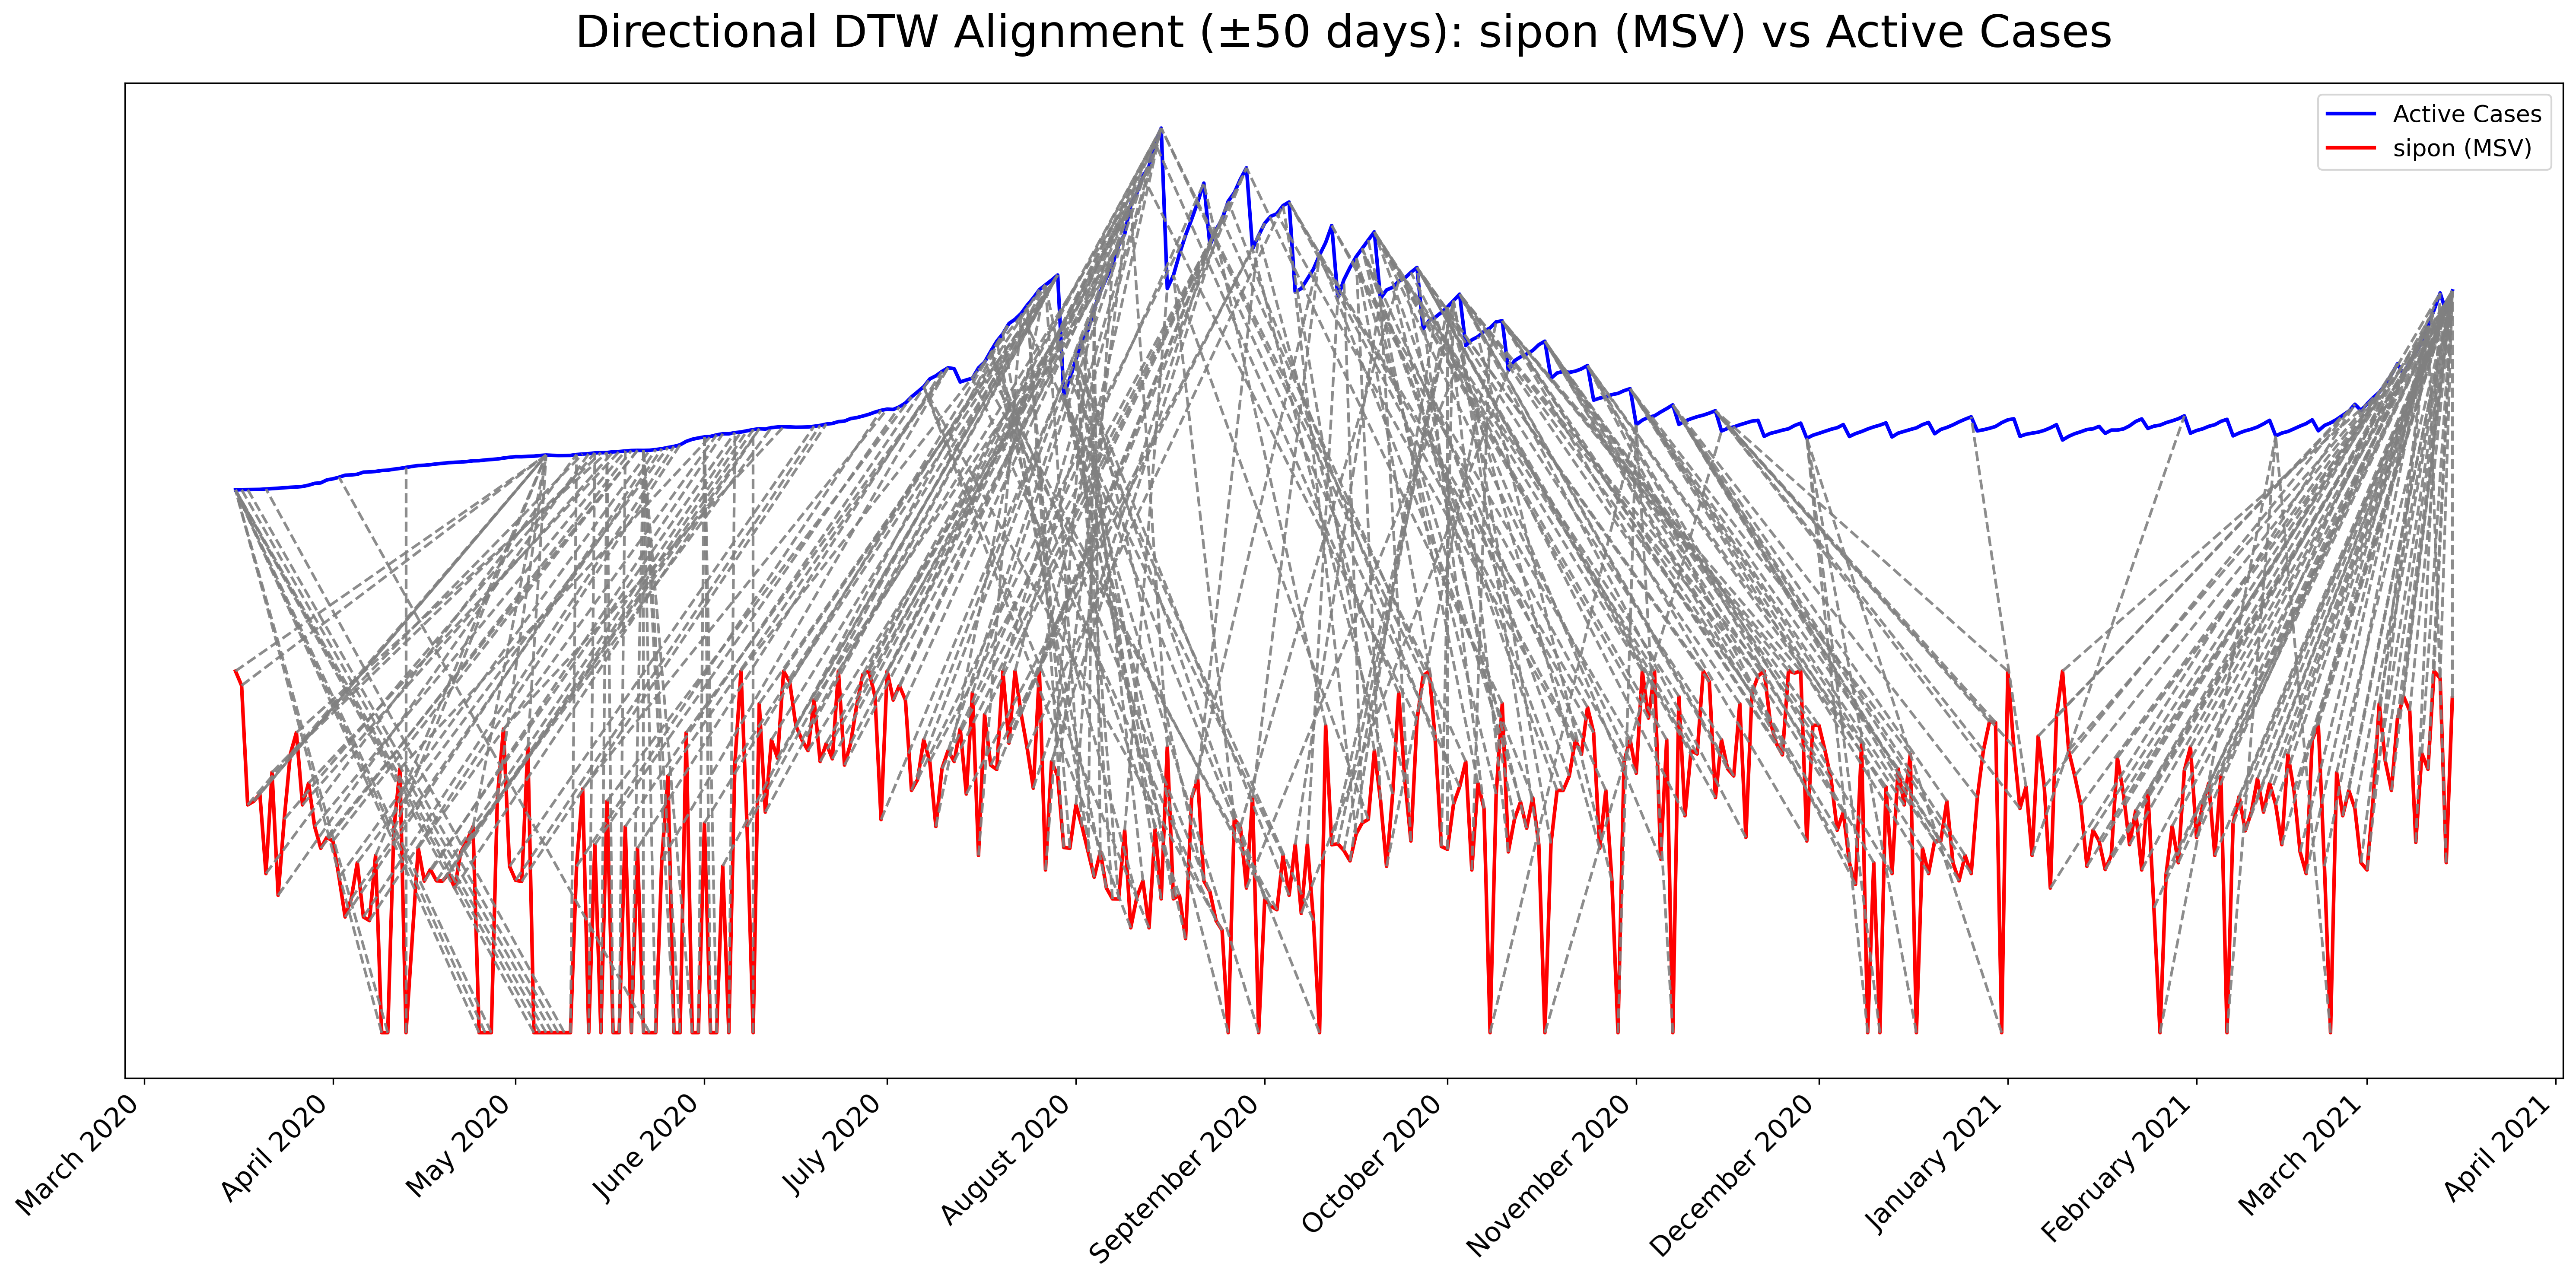 Directional DTW Alignment (±50 days): sipon (MSV) vs Active Cases
Active Cases
sipon (MSV)
March 2020
April 2020
May 2020
June 2020
July 2020
August 2020
September 2020
October 2020
November 2020
December 2020
January 2021
February 2021
March 2021
April 2021